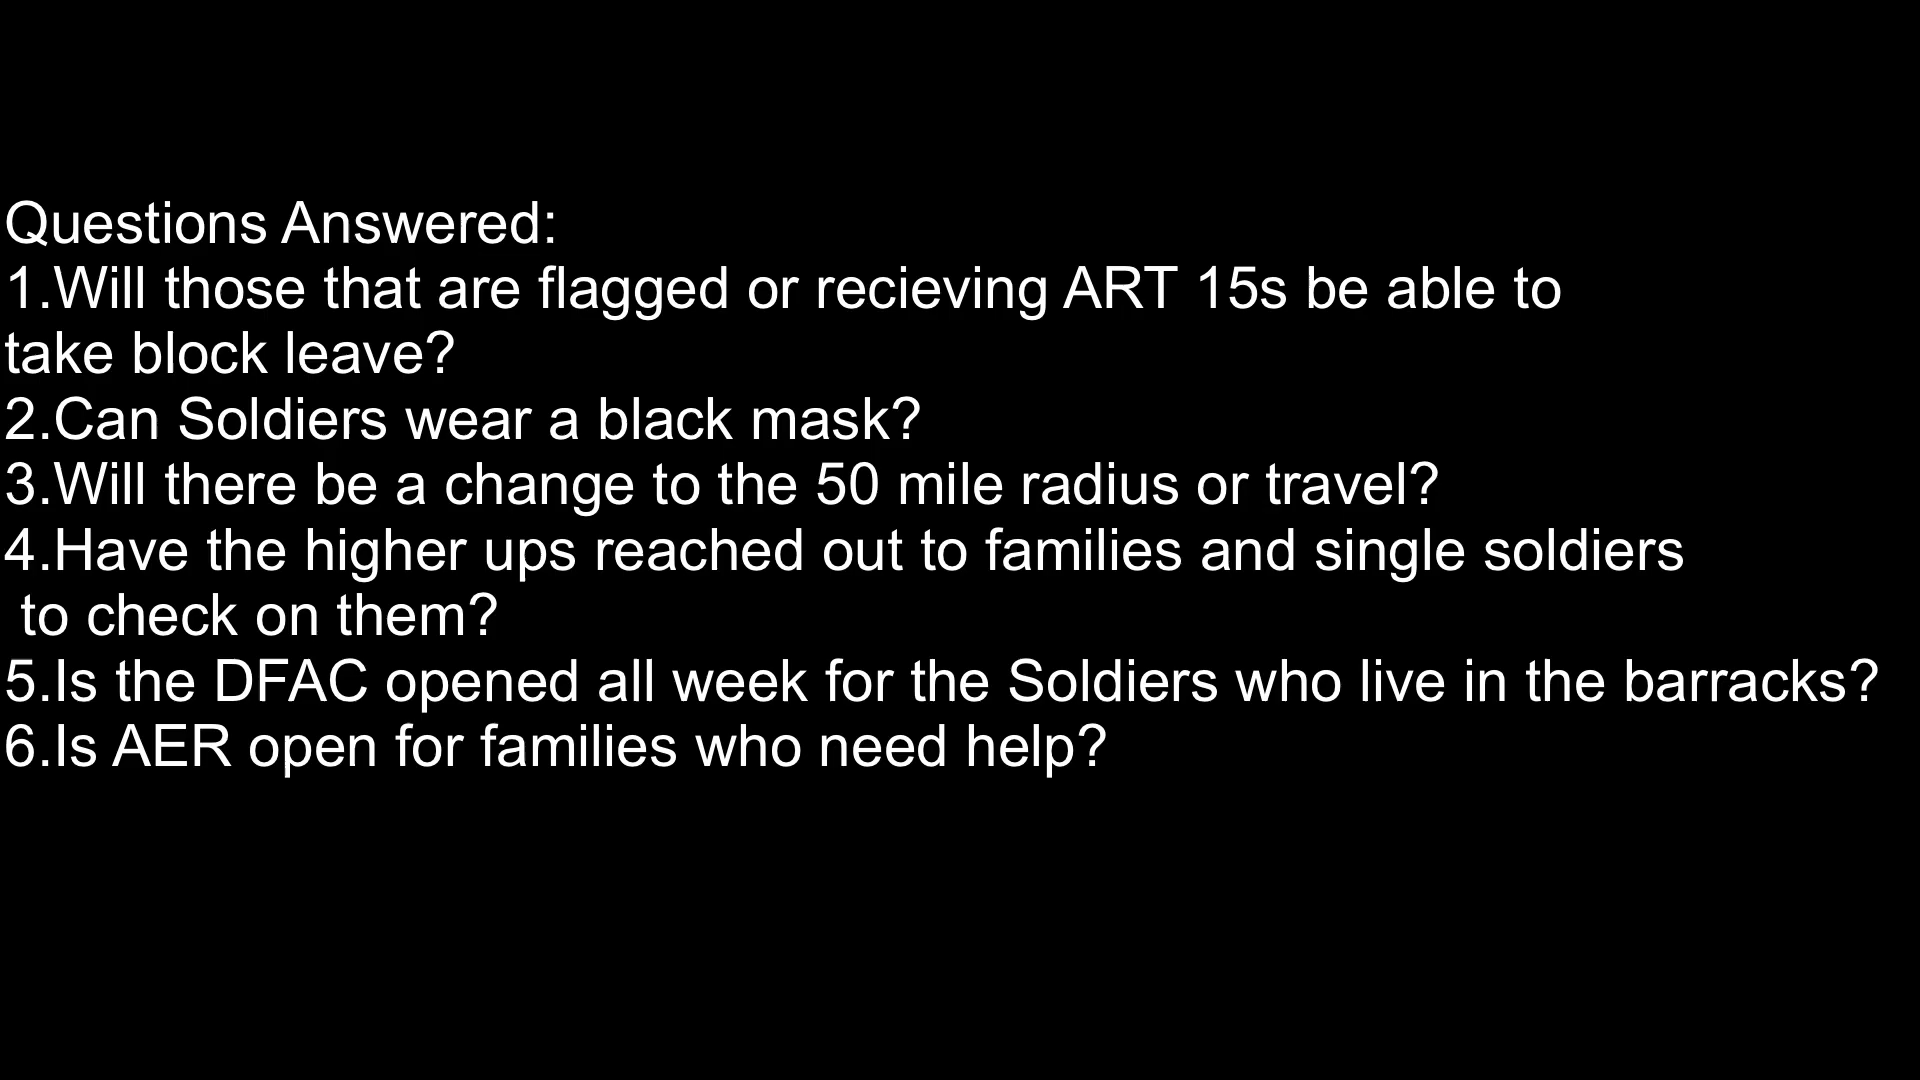 Questions Answered:
1.Will those that are flagged or recieving ART 15s be able to
take block leave?
2.Can Soldiers wear a black mask?
3.Will there be a change to the 50 mile radius or travel?
4.Have the higher ups reached out to families and single soldiers
to check on them?
5.Is the DFAC opened all week for the Soldiers who live in the barracks?
6.Is AER open for families who need help?